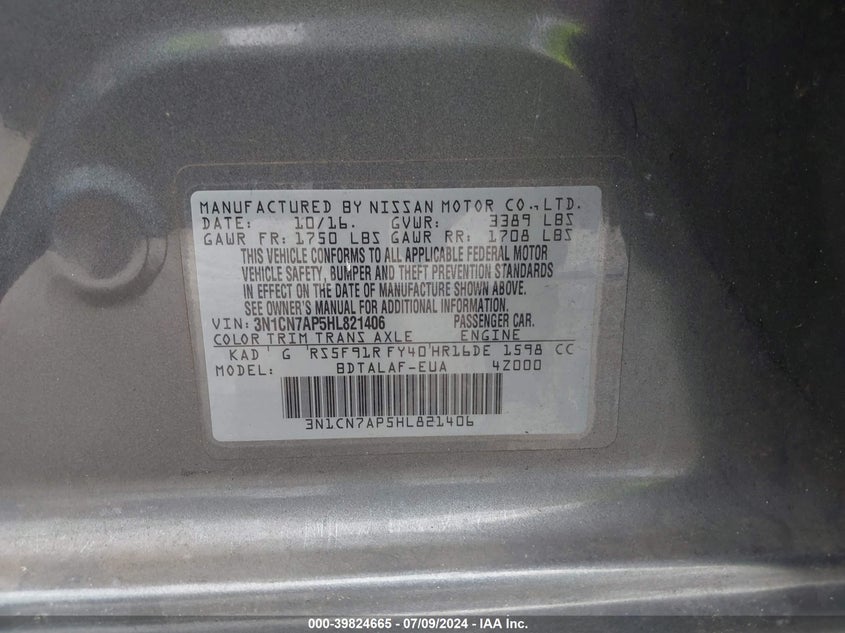 MANUFACTURED BY NISSAN MOTOR CO.,LTD.
DATE: 10/16. GVWR: 3389 LBS
GAWR FR: 1750 LBS GAWR RR: 1708 LBS
THIS VEHICLE CONFORMS TO ALL APPLICABLE FEDERAL MOTOR
VEHICLE SAFETY, BUMPER AND THEFT PREVENTION STANDARDS
IN EFFECT ON THE DATE OF MANUFACTURE SHOWN ABOVE.
SEE OWNER'S MANUAL FOR ADDITIONAL INFORMATION.
VIN: 3N1CN7AP5HL821406 PASSENGER CAR.
COLOR TRIM TRANS AXLE ENGINE
KAD G RS5F91R FY40 HR16DE 1598 CC
MODEL: BDTALAF-EUA 4Z000
3N1CN7AP5HL821406
000-39824665 - 07/09/2024 - IAA Inc.